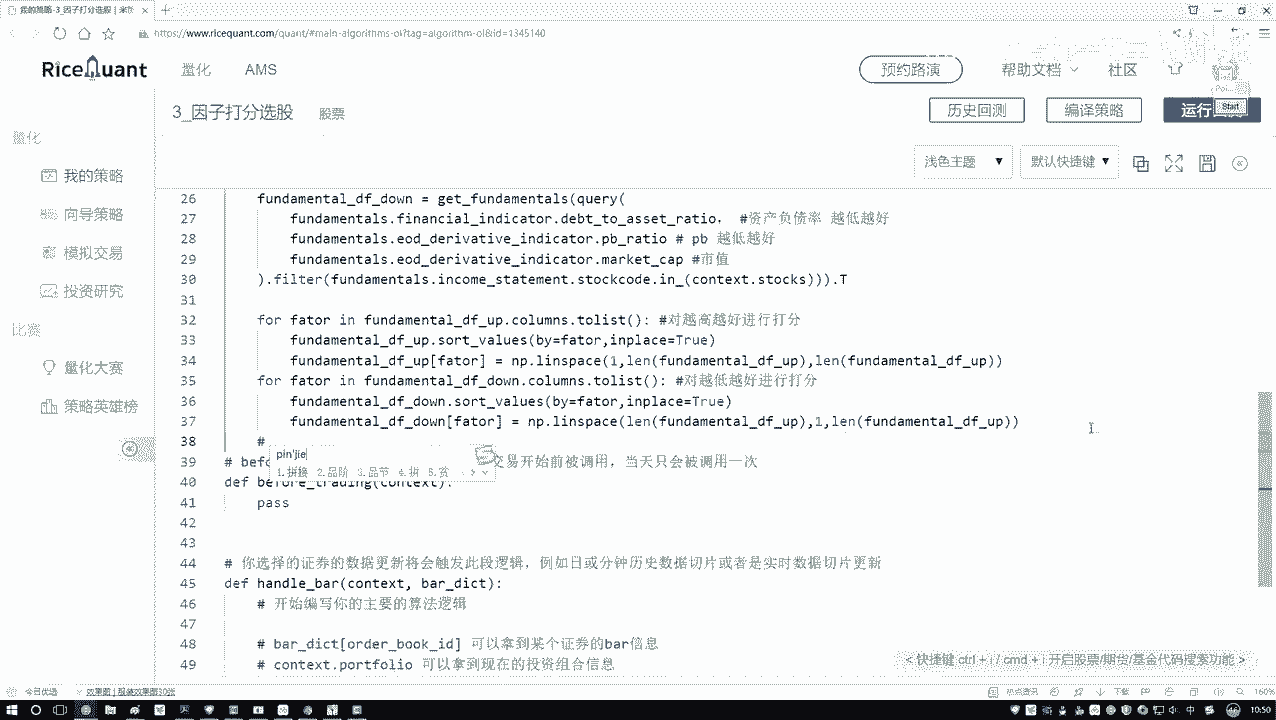 我的策略-3_因子打分选股 | 米筐
https://www.ricequant.com/quant/#main-algorithms-ol?tag=algorithm-ol&id=1345140
RiceQuant 量化 AMS 预约路演 帮助文档 社区
3_因子打分选股 股票 历史回测 编译策略 运行 Start
量化
浅色主题 默认快捷键
我的策略
向导策略
模拟交易
投资研究
比赛
量化大赛
策略英雄榜
26 fundamental_df_down = get_fundamentals(query(
27 fundamentals.financial_indicator.debt_to_asset_ratio, #资产负债率 越低越好
28 fundamentals.eod_derivative_indicator.pb_ratio # pb 越低越好
29 fundamentals.eod_derivative_indicator.market_cap #市值
30 ).filter(fundamentals.income_statement.stockcode.in_(context.stocks))).T
31
32 for fator in fundamental_df_up.columns.tolist(): #对越高越好进行打分
33 fundamental_df_up.sort_values(by=fator,inplace=True)
34 fundamental_df_up[fator] = np.linspace(1,len(fundamental_df_up),len(fundamental_df_up))
35 for fator in fundamental_df_down.columns.tolist(): #对越低越好进行打分
36 fundamental_df_down.sort_values(by=fator,inplace=True)
37 fundamental_df_down[fator] = np.linspace(len(fundamental_df_up),1,len(fundamental_df_up))
38 #
pin'jie
1.拼接 2.品阶 3.品节 4.拼 5.贫
39 # befo 交易开始前被调用，当天只会被调用一次
40 def before_trading(context):
41 pass
42
43
44 # 你选择的证券的数据更新将会触发此段逻辑，例如日或分钟历史数据切片或者是实时数据切片更新
45 def handle_bar(context, bar_dict):
46 # 开始编写你的主要的算法逻辑
47
48 # bar_dict[order_book_id] 可以拿到某个证券的bar信息
49 # context.portfolio 可以拿到现在的投资组合信息
<快捷键 ctrl + i / cmd + i 开启股票/期货/基金代码搜索功能 >
今日优选 热点资讯 下载 160%
中 10:50